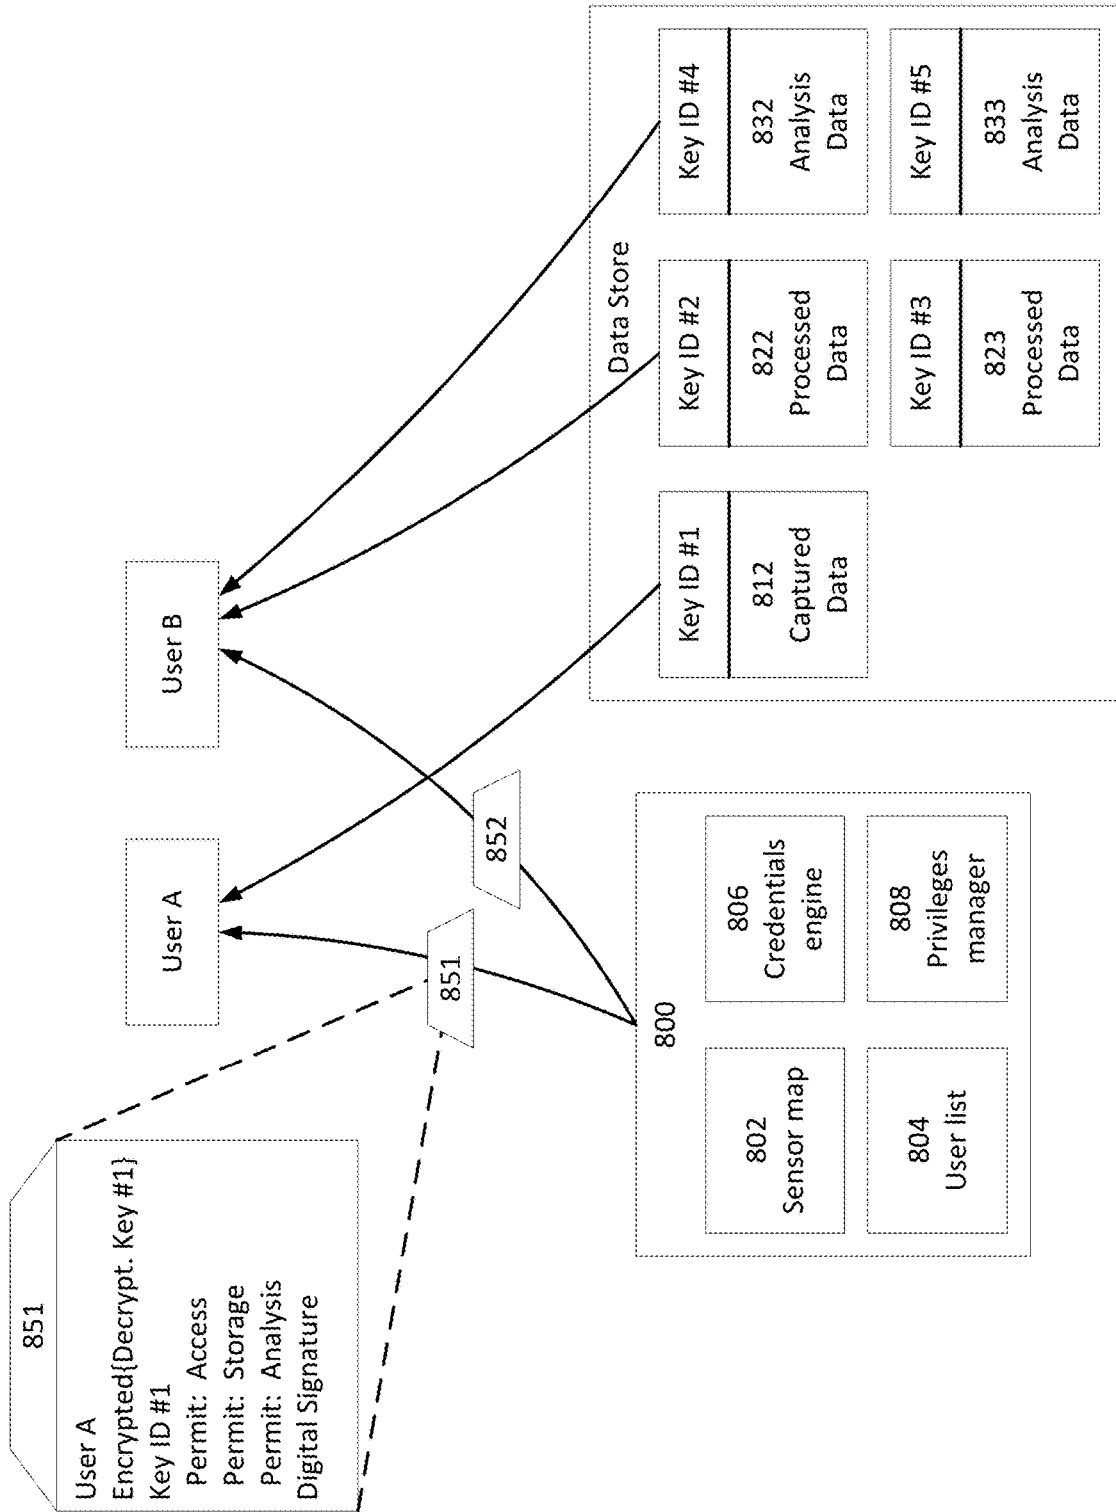 851
User A
Encrypted{Decrypt. Key #1}
Key ID #1
Permit: Access
Permit: Storage
Permit: Analysis
Digital Signature
User A
User B
851
852
800
802
Sensor map
806
Credentials
engine
804
User list
808
Privileges
manager
Data Store
Key ID #1
812
Captured
Data
Key ID #2
822
Processed
Data
Key ID #4
832
Analysis
Data
Key ID #3
823
Processed
Data
Key ID #5
833
Analysis
Data